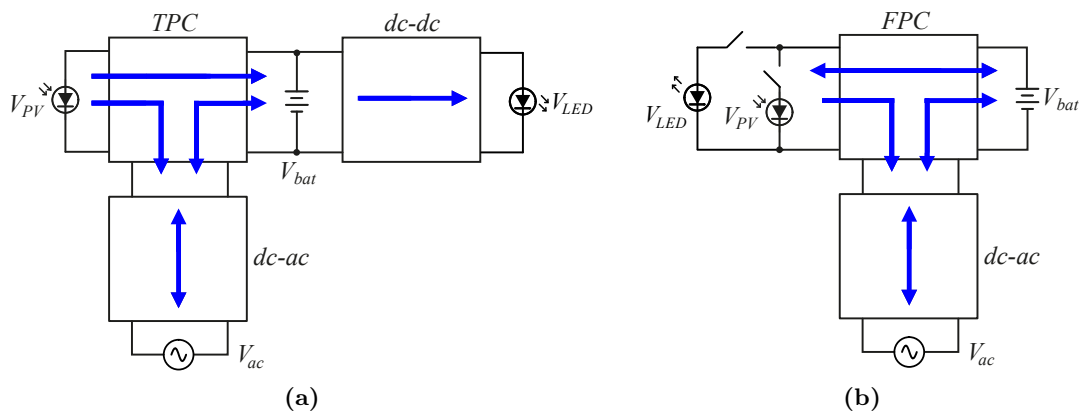 TPC
dc-dc
V_PV
V_LED
V_bat
dc-ac
V_ac
(a)
FPC
V_LED
V_PV
V_bat
dc-ac
V_ac
(b)